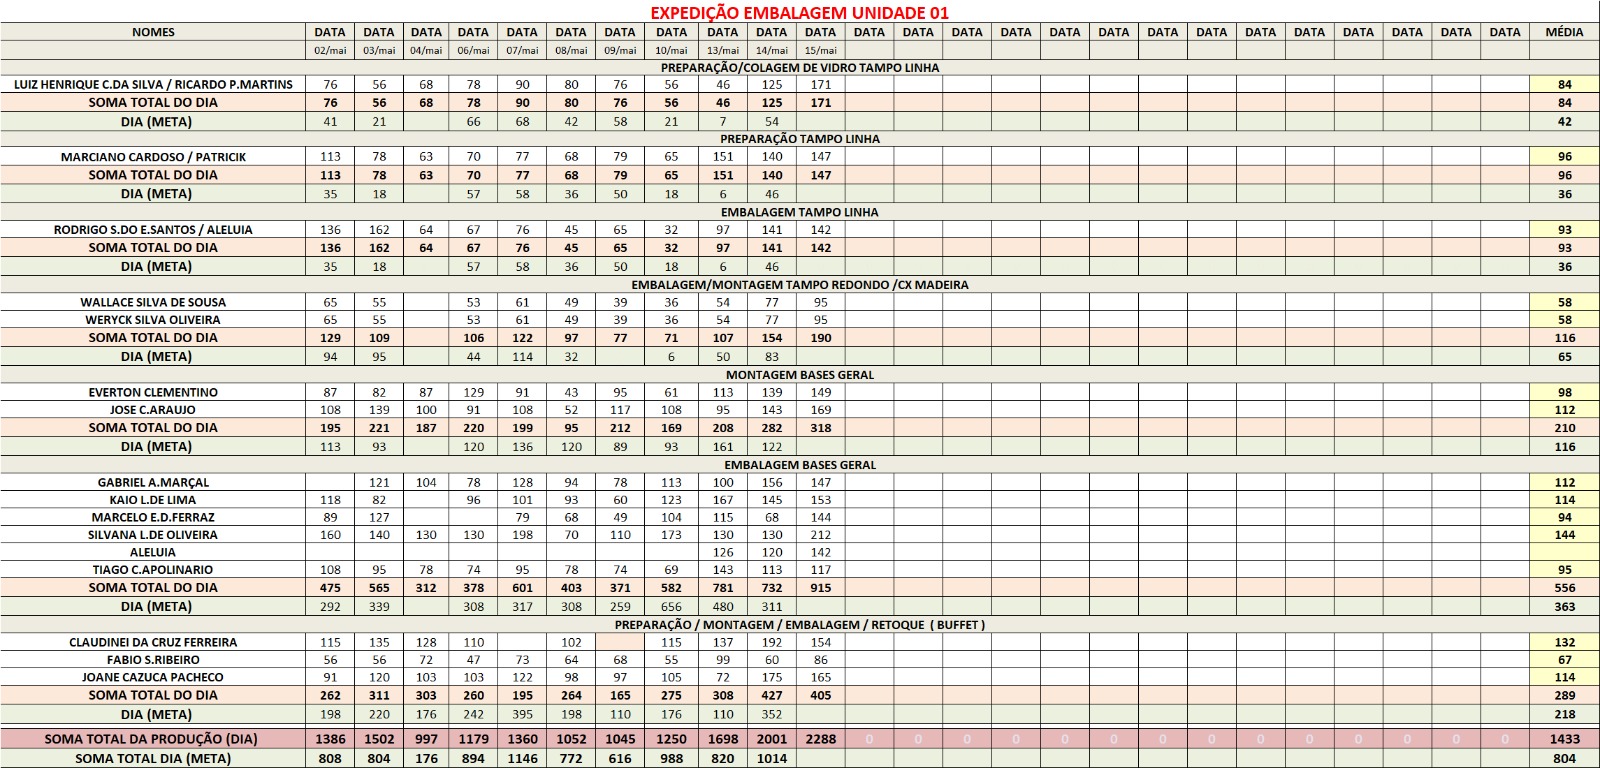 EXPEDIÇÃO EMBALAGEM UNIDADE 01
NOMES DATA DATA DATA DATA DATA DATA DATA DATA DATA DATA DATA DATA DATA DATA DATA DATA DATA DATA DATA DATA DATA DATA DATA DATA DATA MÉDIA
02/mai 03/mai 04/mai 06/mai 07/mai 08/mai 09/mai 10/mai 13/mai 14/mai 15/mai
PREPARAÇÃO/COLAGEM DE VIDRO TAMPO LINHA
LUIZ HENRIQUE C.DA SILVA / RICARDO P.MARTINS 76 56 68 78 90 80 76 56 46 125 171 84
SOMA TOTAL DO DIA 76 56 68 78 90 80 76 56 46 125 171 84
DIA (META) 41 21 66 68 42 58 21 7 54 42
PREPARAÇÃO TAMPO LINHA
MARCIANO CARDOSO / PATRICIK 113 78 63 70 77 68 79 65 151 140 147 96
SOMA TOTAL DO DIA 113 78 63 70 77 68 79 65 151 140 147 96
DIA (META) 35 18 57 58 36 50 18 6 46 36
EMBALAGEM TAMPO LINHA
RODRIGO S.DO E.SANTOS / ALELUIA 136 162 64 67 76 45 65 32 97 141 142 93
SOMA TOTAL DO DIA 136 162 64 67 76 45 65 32 97 141 142 93
DIA (META) 35 18 57 58 36 50 18 6 46 36
EMBALAGEM/MONTAGEM TAMPO REDONDO /CX MADEIRA
WALLACE SILVA DE SOUSA 65 55 53 61 49 39 36 54 77 95 58
WERYCK SILVA OLIVEIRA 65 55 53 61 49 39 36 54 77 95 58
SOMA TOTAL DO DIA 129 109 106 122 97 77 71 107 154 190 116
DIA (META) 94 95 44 114 32 6 50 83 65
MONTAGEM BASES GERAL
EVERTON CLEMENTINO 87 82 87 129 91 43 95 61 113 139 149 98
JOSE C.ARAUJO 108 139 100 91 108 52 117 108 95 143 169 112
SOMA TOTAL DO DIA 195 221 187 220 199 95 212 169 208 282 318 210
DIA (META) 113 93 120 136 120 89 93 161 122 116
EMBALAGEM BASES GERAL
GABRIEL A.MARÇAL 121 104 78 128 94 78 113 100 156 147 112
KAIO L.DE LIMA 118 82 96 101 93 60 123 167 145 153 114
MARCELO E.D.FERRAZ 89 127 79 68 49 104 115 68 144 94
SILVANA L.DE OLIVEIRA 160 140 130 130 198 70 110 173 130 130 212 144
ALELUIA 126 120 142
TIAGO C.APOLINARIO 108 95 78 74 95 78 74 69 143 113 117 95
SOMA TOTAL DO DIA 475 565 312 378 601 403 371 582 781 732 915 556
DIA (META) 292 339 308 317 308 259 656 480 311 363
PREPARAÇÃO / MONTAGEM / EMBALAGEM / RETOQUE ( BUFFET )
CLAUDINEI DA CRUZ FERREIRA 115 135 128 110 102 115 137 192 154 132
FABIO S.RIBEIRO 56 56 72 47 73 64 68 55 99 60 86 67
JOANE CAZUCA PACHECO 91 120 103 103 122 98 97 105 72 175 165 114
SOMA TOTAL DO DIA 262 311 303 260 195 264 165 275 308 427 405 289
DIA (META) 198 220 176 242 395 198 110 176 110 352 218
SOMA TOTAL DA PRODUÇÃO (DIA) 1386 1502 997 1179 1360 1052 1045 1250 1698 2001 2288 0 0 0 0 0 0 0 0 0 0 0 0 0 0 1433
SOMA TOTAL DIA (META) 808 804 176 894 1146 772 616 988 820 1014 804